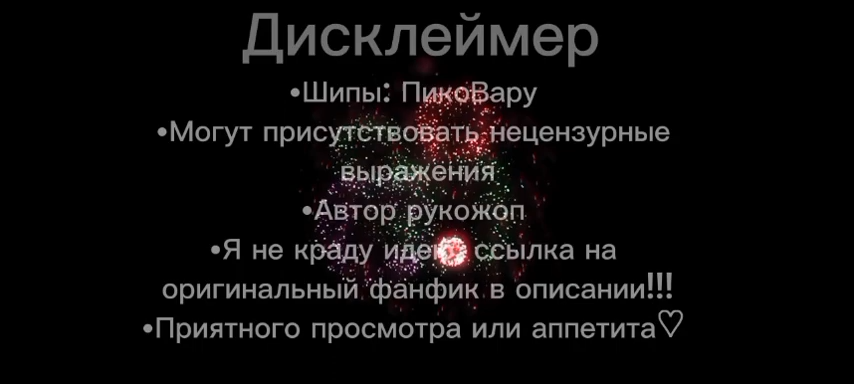 Дисклеймер
•Шипы: ПикоВару
•Могут присутствовать нецензурные
выражения
•Автор рукожоп
•Я не краду идею ссылка на
оригинальный фанфик в описании!!!
•Приятного просмотра или аппетита♡